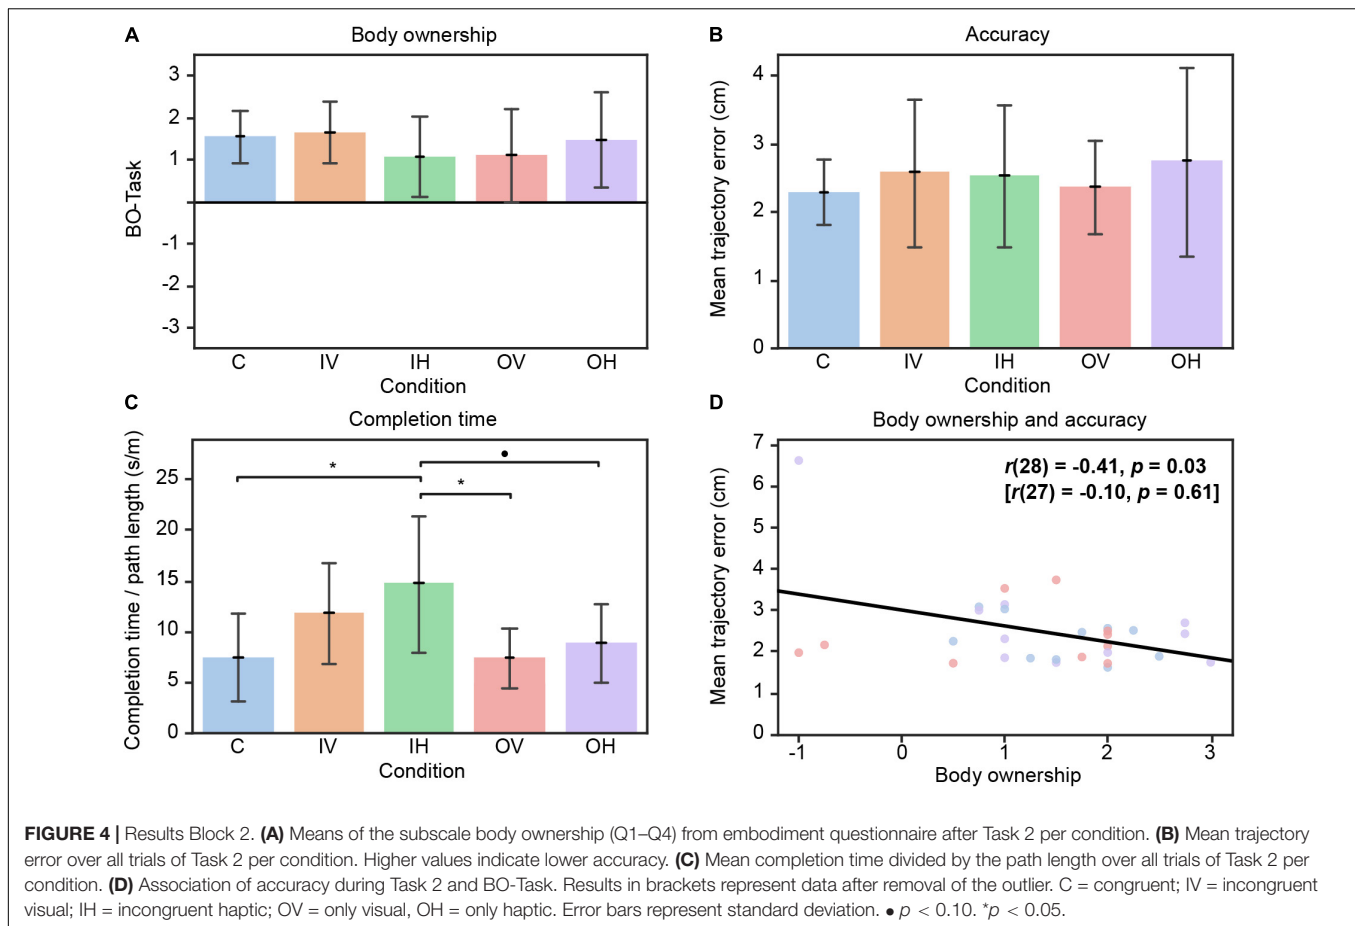 A
Body ownership
3
2
1
-1
-2
-3
BO-Task
C IV IH OV OH
Condition
B
Accuracy
4
3
2
1
0
Mean trajectory error (cm)
C IV IH OV OH
Condition
C
Completion time
25
20
15
10
5
0
Completion time / path length (s/m)
* • *
C IV IH OV OH
Condition
D
Body ownership and accuracy
7
6
5
4
3
2
1
0
Mean trajectory error (cm)
r(28) = -0.41, p = 0.03
[r(27) = -0.10, p = 0.61]
-1 0 1 2 3
Body ownership
FIGURE 4 | Results Block 2. (A) Means of the subscale body ownership (Q1–Q4) from embodiment questionnaire after Task 2 per condition. (B) Mean trajectory
error over all trials of Task 2 per condition. Higher values indicate lower accuracy. (C) Mean completion time divided by the path length over all trials of Task 2 per
condition. (D) Association of accuracy during Task 2 and BO-Task. Results in brackets represent data after removal of the outlier. C = congruent; IV = incongruent
visual; IH = incongruent haptic; OV = only visual, OH = only haptic. Error bars represent standard deviation. • p < 0.10. *p < 0.05.